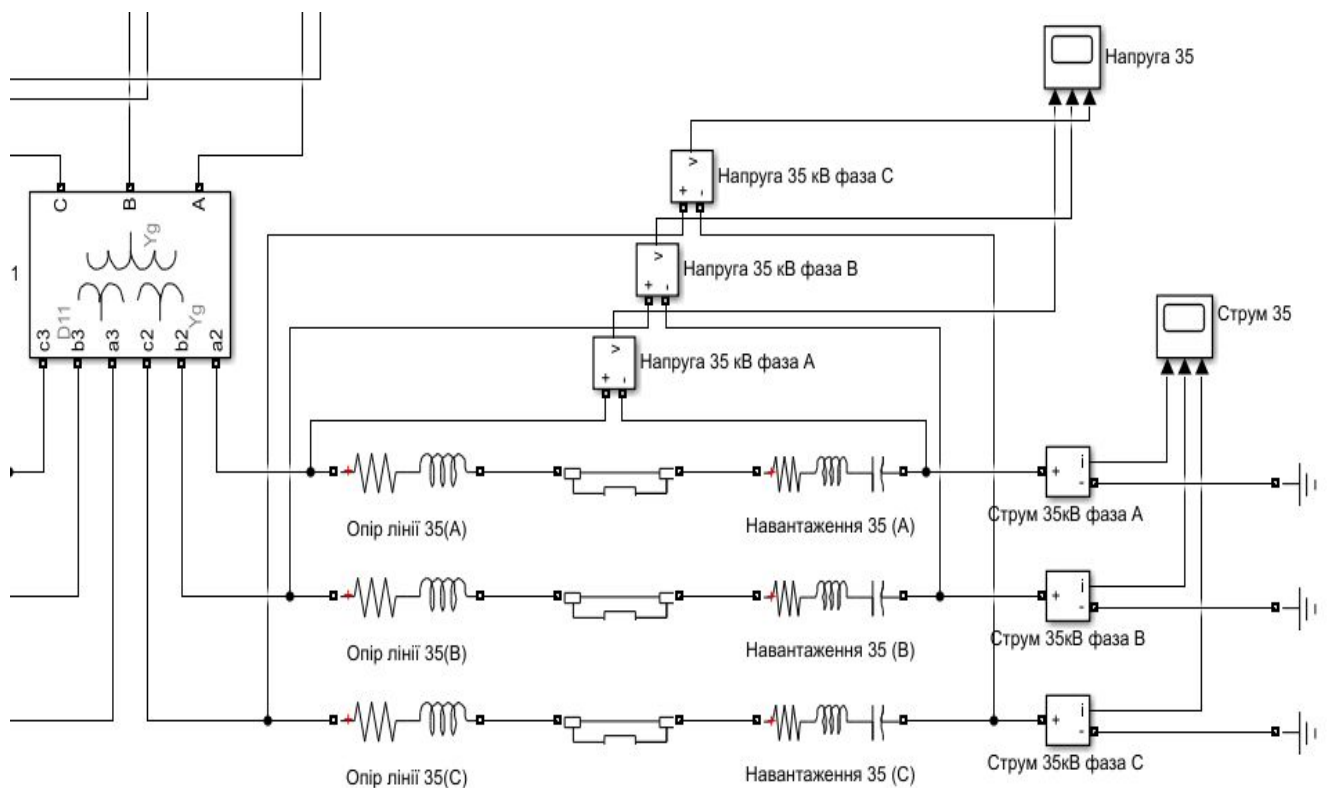 Напруга 35
C B A
Напруга 35 кВ фаза C
v
+ -
Yg
1
v
+ -
Напруга 35 кВ фаза B
D11
Yg
c3 b3 a3 c2 b2 a2
v
+ -
Напруга 35 кВ фаза A
Струм 35
+ i -
Опір лінії 35(A)
Навантаження 35 (A)
Струм 35кВ фаза A
+ i -
Опір лінії 35(B)
Навантаження 35 (B)
Струм 35кВ фаза B
+ i -
Опір лінії 35(C)
Навантаження 35 (C)
Струм 35кВ фаза C